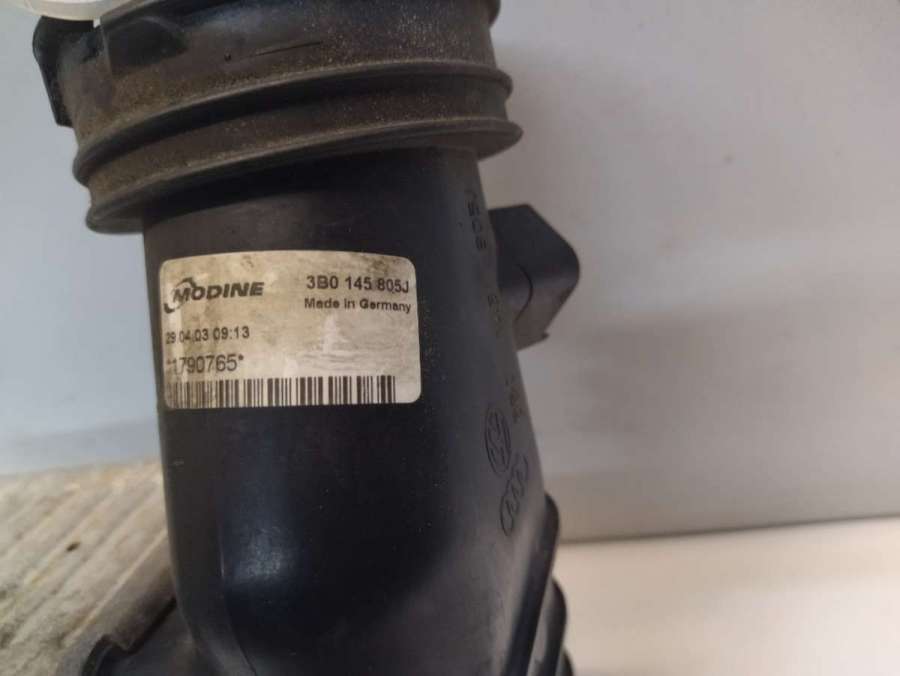 MODINE
3B0 145 805J
Made in Germany
29.04.03 09:13
*1790765*